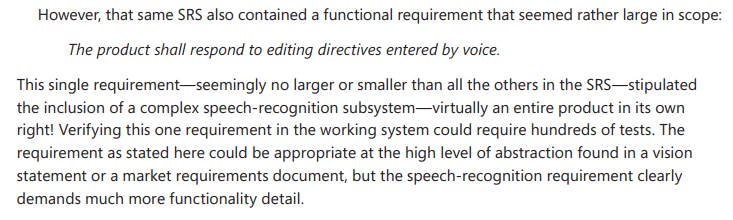 However, that same SRS also contained a functional requirement that seemed rather large in scope:
The product shall respond to editing directives entered by voice.
This single requirement—seemingly no larger or smaller than all the others in the SRS—stipulated
the inclusion of a complex speech-recognition subsystem—virtually an entire product in its own
right! Verifying this one requirement in the working system could require hundreds of tests. The
requirement as stated here could be appropriate at the high level of abstraction found in a vision
statement or a market requirements document, but the speech-recognition requirement clearly
demands much more functionality detail.